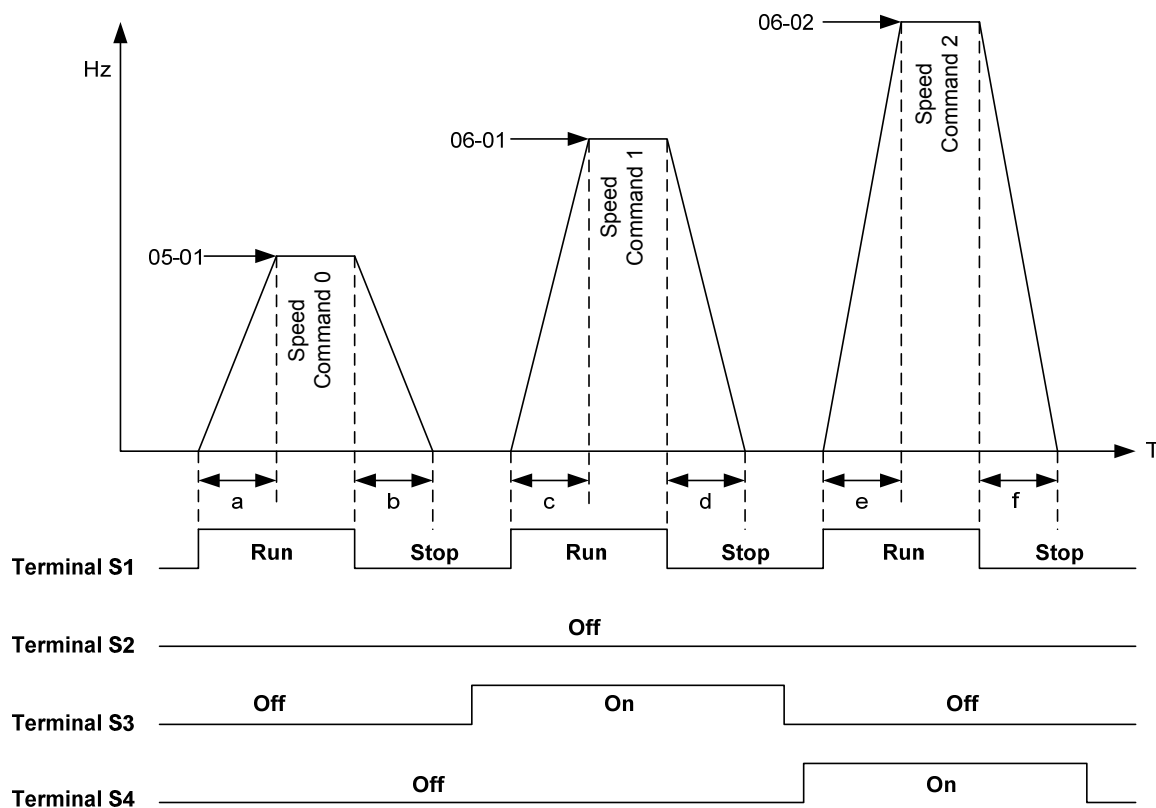 Hz
06-02
Speed
Command 2
06-01
Speed
Command 1
05-01
Speed
Command 0
T
a
b
c
d
e
f
Terminal S1
Run
Stop
Run
Stop
Run
Stop
Terminal S2
Off
Terminal S3
Off
On
Off
Terminal S4
Off
On